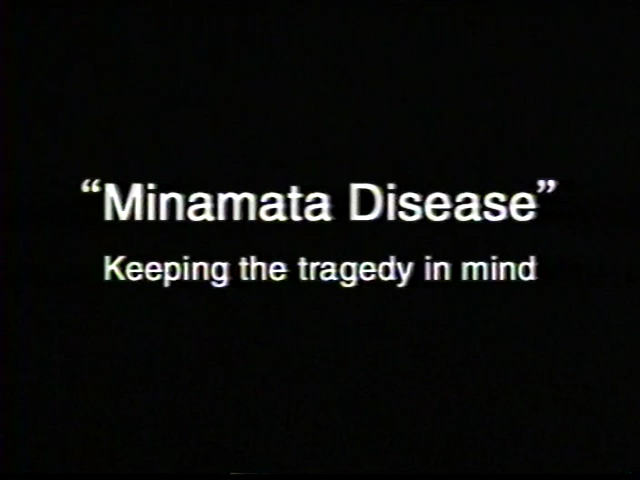 “Minamata Disease”
Keeping the tragedy in mind